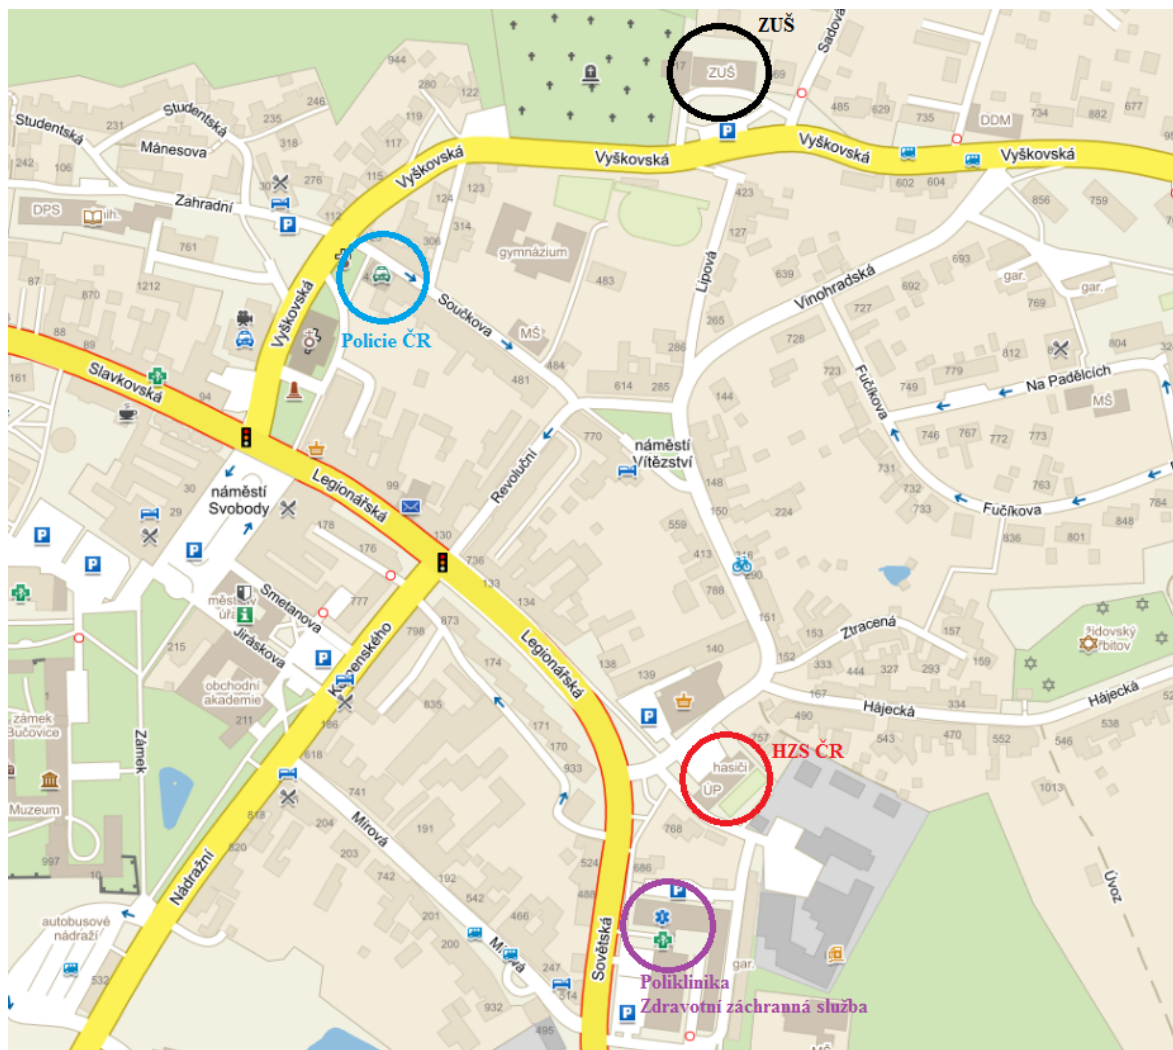 ZUŠ
ZUŠ
17
69
944
280
122
115
119
117
Studentská
246
235
231
Studentská
Mánesova
242
106
Sadová
485
629
735
DDM
734
882
677
Vyškovská
Vyškovská
Vyškovská
Vyškovská
602
604
423
856
759
276
112
124
123
314
306
Zahradní
DPS
761
gymnázium
483
127
Lipová
639
693
gar.
gar.
692
Vinohradská
727
769
87
870
1212
Policie ČR
Součkova
MŠ
265
286
Vyškovská
88
89
161
Slavkovská
94
481
484
614
285
144
728
749
779
812
804
Fučíkova
Na Padělcích
MŠ
746
767
772
773
770
náměstí
Vítězství
Revoluční
148
150
224
731
732
733
763
784
848
Fučíkova
836
801
30
29
náměstí
Svobody
99
Legionářská
130
178
176
736
133
134
559
413
788
151
Smetanova
777
Jiráskova
215
798
873
174
Legionářská
138
139
140
152
153
Ztracená
157
159
333
444
327
293
židovský
obchodní
akademie
211
186
835
171
170
933
167
334
Hájecká
Hájecká
490
543
470
552
546
538
757
zámek
Bučovice
Zámek
Muzeum
997
10
618
818
820
204
203
741
742
Mírová
191
192
542
201
200
466
Mírová
247
514
932
495
Nádražní
autobusové
nádraží
532
hasiči
ÚP
HZS ČR
1013
768
686
524
488
Sovětská
gar.
Úvoz
Poliklinika
Zdravotní záchranná služba
MŠ